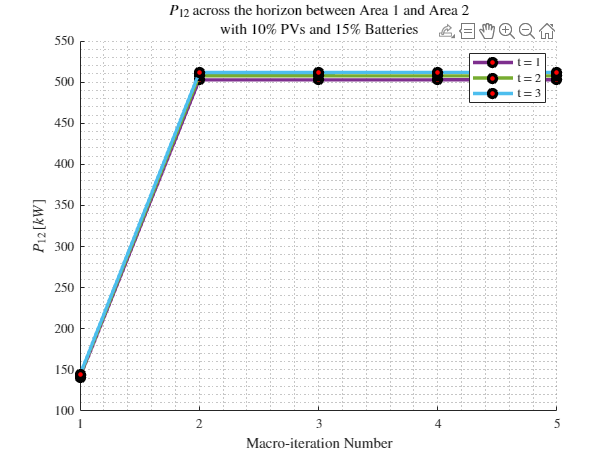 P12 across the horizon between Area 1 and Area 2
with 10% PVs and 15% Batteries
550
500
450
400
350
300
250
200
150
100
P12 [kW]
t = 1
t = 2
t = 3
1
2
3
4
5
Macro-iteration Number